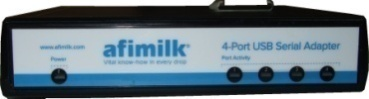 www.afimilk.com
afimilk®
Vital know-how in every drop
4-Port USB Serial Adapter
Power
Port Activity